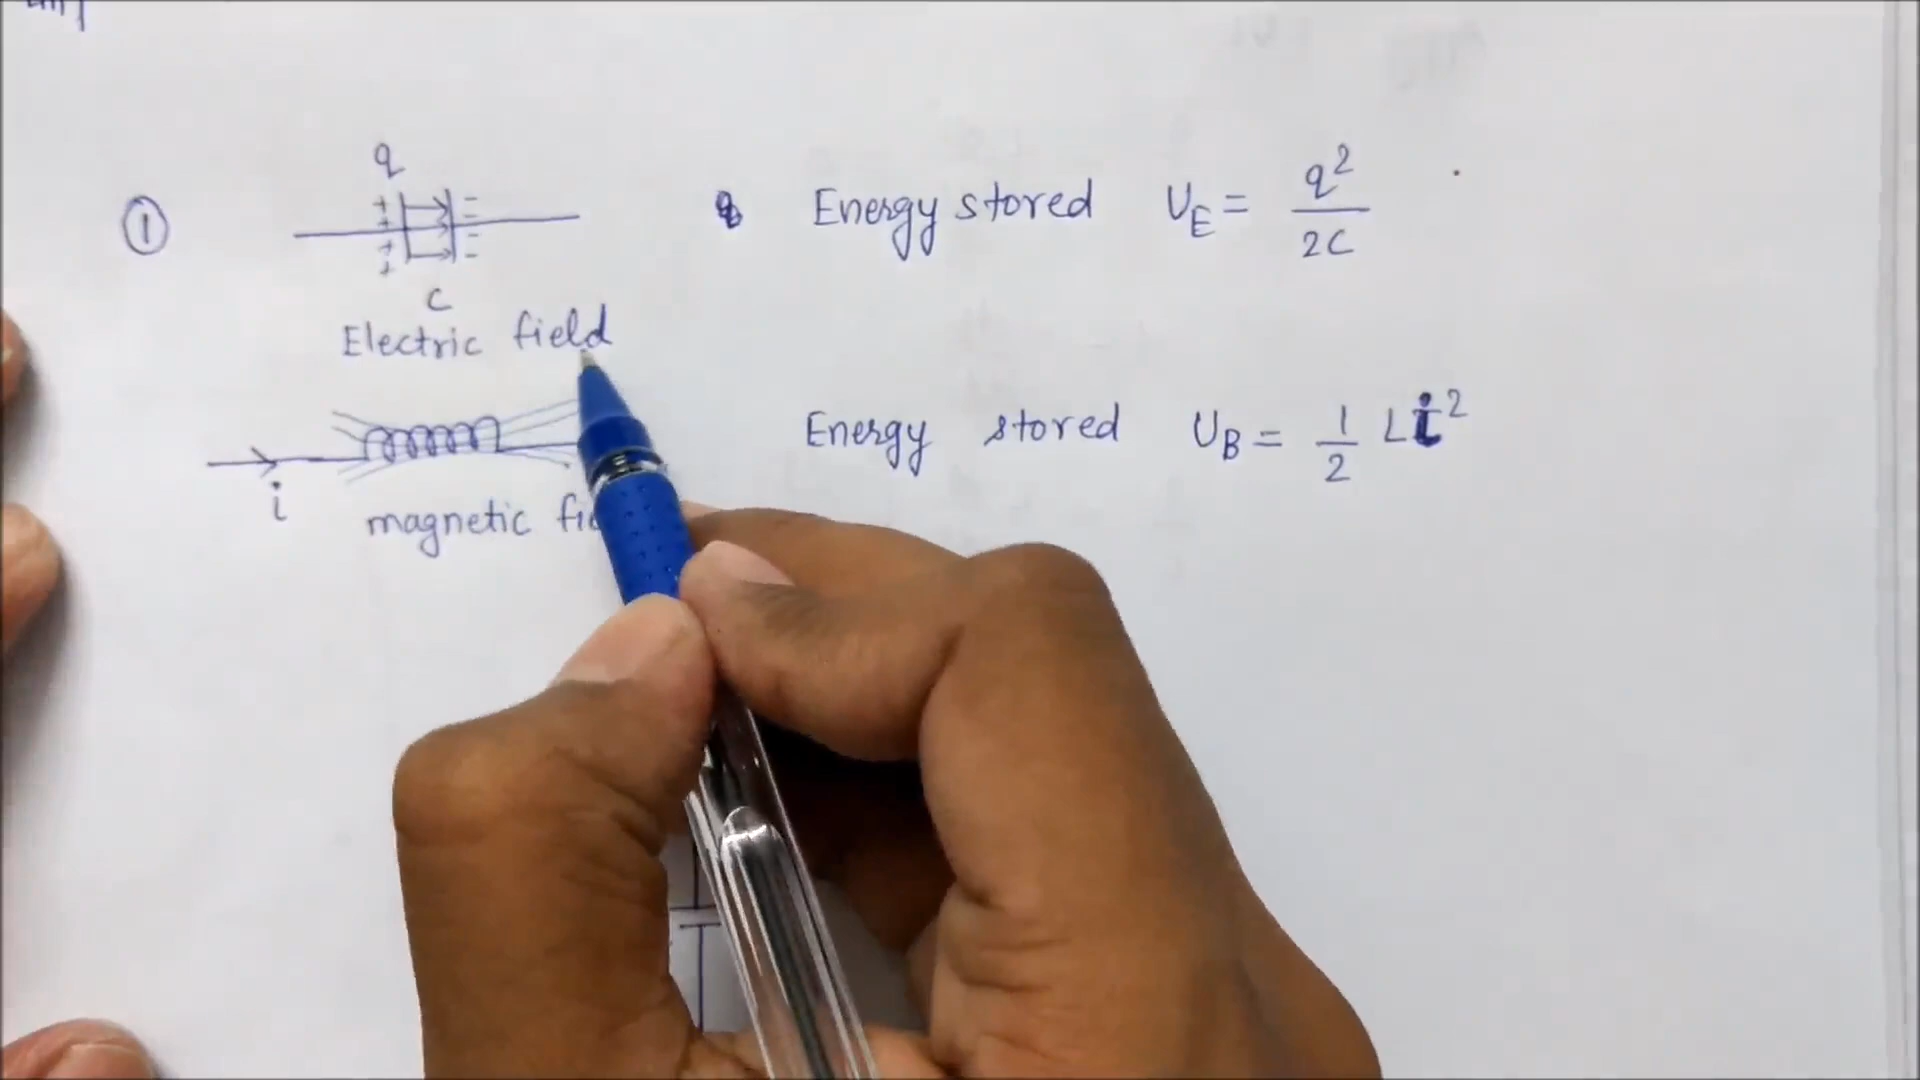 q
① + + + + - - - - Energy stored U_E = q²/2C
C
Electric field
i Energy stored U_B = 1/2 Li²
magnetic